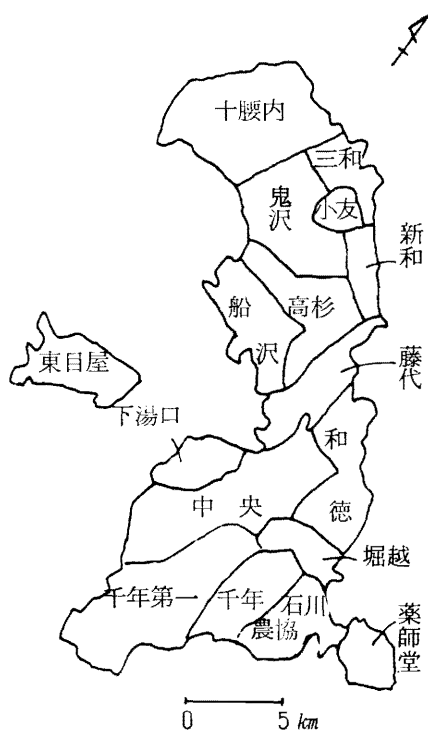 十腰内
三和
鬼沢
小友
新和
船沢
高杉
藤代
東目屋
下湯口
和徳
中央
堀越
千年第一
千年
石川
農協
薬師堂
0 5 km